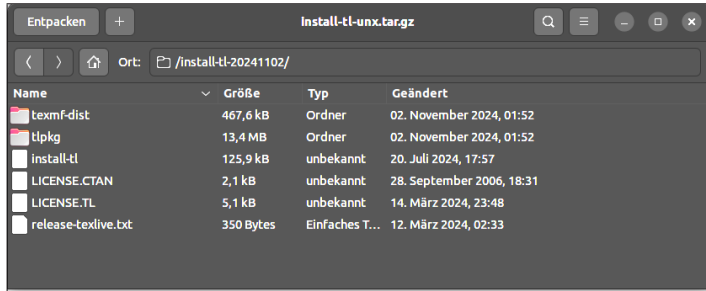 Entpacken + install-tl-unx.tar.gz
Ort: /install-tl-20241102/
Name Größe Typ Geändert
texmf-dist 467,6 kB Ordner 02. November 2024, 01:52
tlpkg 13,4 MB Ordner 02. November 2024, 01:52
install-tl 125,9 kB unbekannt 20. Juli 2024, 17:57
LICENSE.CTAN 2,1 kB unbekannt 28. September 2006, 18:31
LICENSE.TL 5,1 kB unbekannt 14. März 2024, 23:48
release-texlive.txt 350 Bytes Einfaches T... 12. März 2024, 02:33